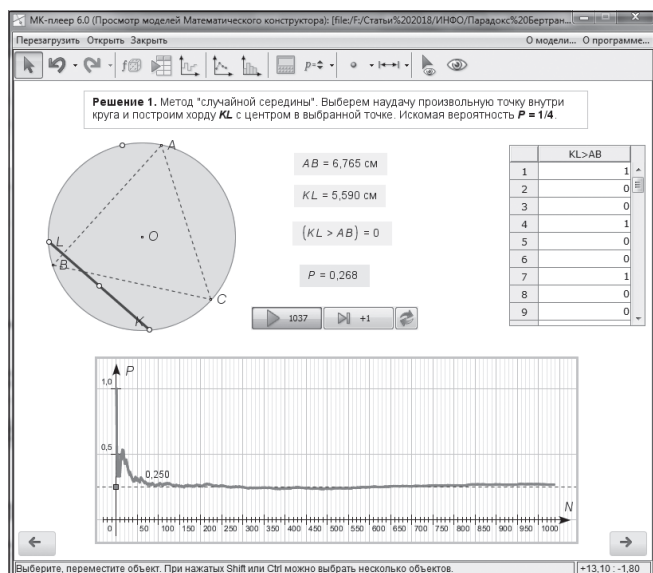 МК-плеер 6.0 (Просмотр моделей Математического конструктора): [file:/F:/Статьи%202018/ИНФО/Парадокс%20Бертран...
Перезагрузить Открыть Закрыть О модели... О программе...
p=
Решение 1. Метод "случайной середины". Выберем наудачу произвольную точку внутри
круга и построим хорду KL с центром в выбранной точке. Искомая вероятность P = 1/4.
A
L
O
B
C
K
AB = 6,765 см
KL = 5,590 см
(KL > AB) = 0
P = 0,268
1037 +1
KL>AB
1 1
2 0
3 0
4 1
5 0
6 0
7 1
8 0
9 0
P
1,0
0,5
0,250
N
0 50 100 150 200 250 300 350 400 450 500 550 600 650 700 750 800 850 900 950 1000
Выберите, переместите объект. При нажатых Shift или Ctrl можно выбрать несколько объектов. +13,10 : -1,80